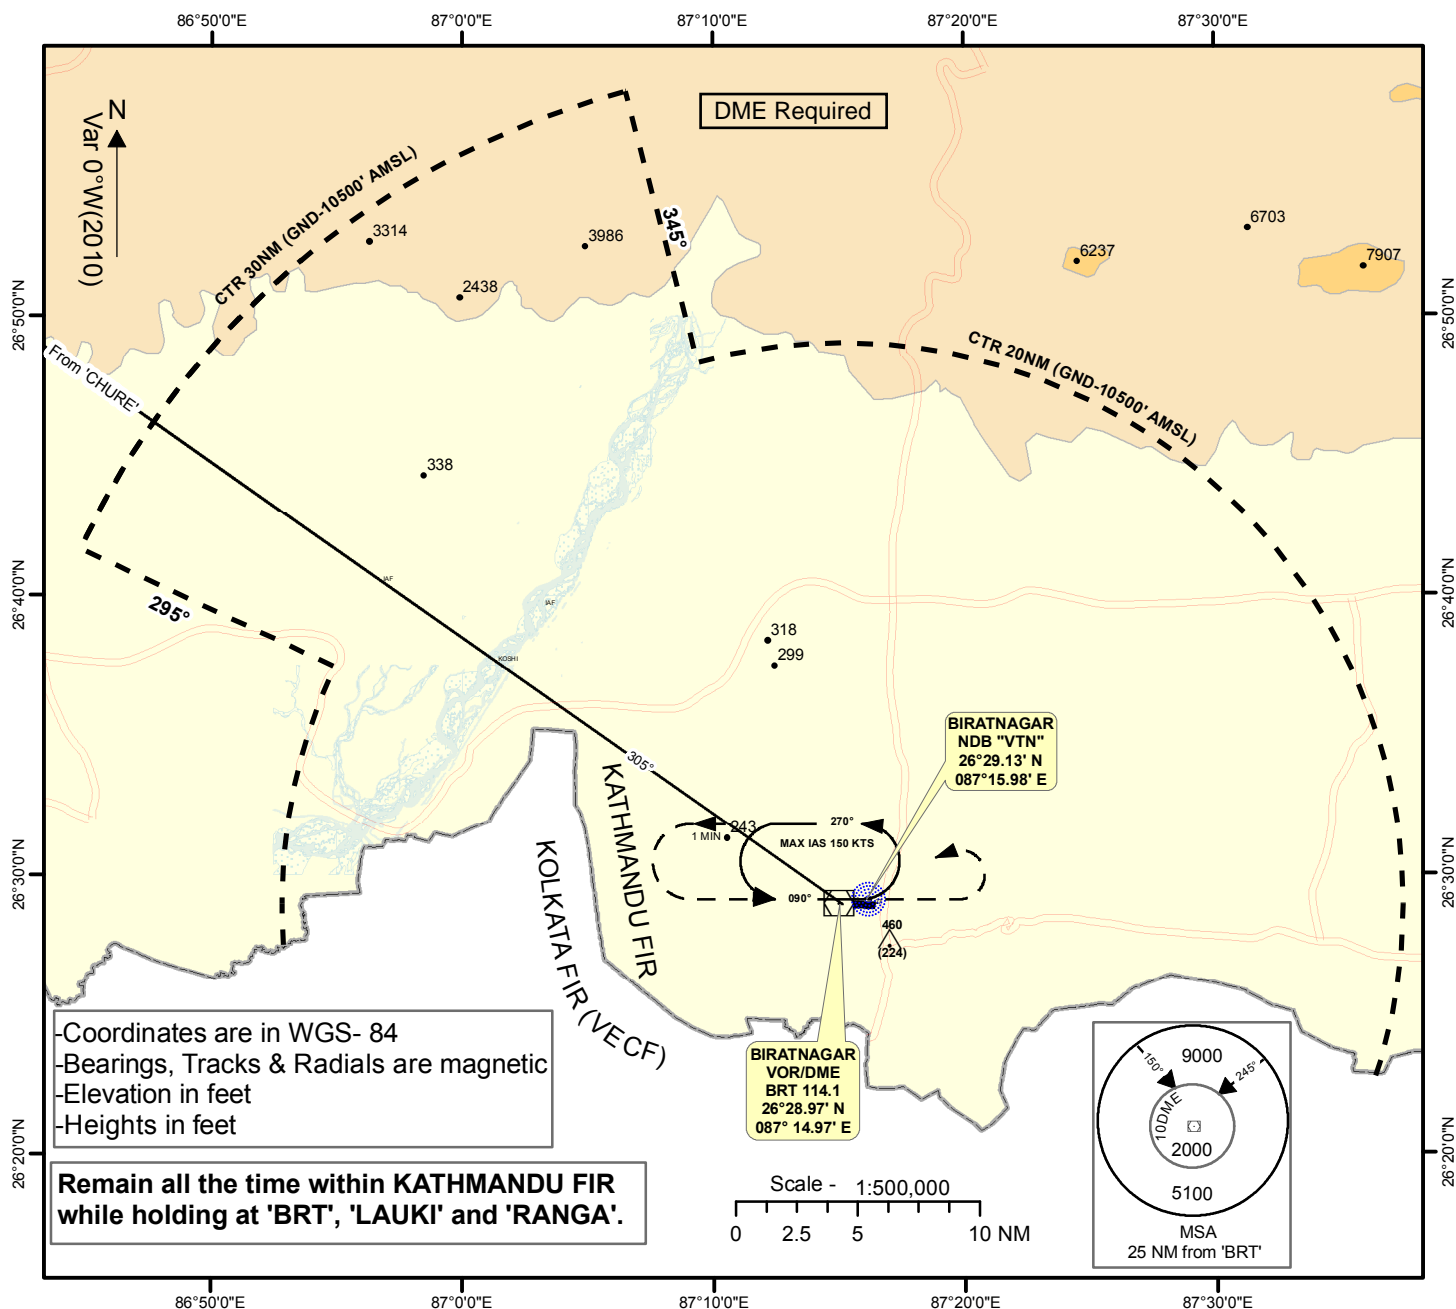 86°50'0"E
87°0'0"E
87°10'0"E
87°20'0"E
87°30'0"E
N
Var 0°W(2010)
DME Required
CTR 30NM (GND-10500' AMSL)
3314
3986
2438
345°
6703
6237
7907
26°50'0"N
26°50'0"N
From 'CHURE'
CTR 20NM (GND-10500' AMSL)
338
IAF
IAF
295°
26°40'0"N
26°40'0"N
318
299
KOSHI
305°
BIRATNAGAR
NDB "VTN"
26°29.13' N
087°15.98' E
KATHMANDU FIR
KOLKATA FIR (VECF)
243
1 MIN
270°
MAX IAS 150 KTS
090°
26°30'0"N
26°30'0"N
460
(224)
BIRATNAGAR
VOR/DME
BRT 114.1
26°28.97' N
087° 14.97' E
-Coordinates are in WGS- 84
-Bearings, Tracks & Radials are magnetic
-Elevation in feet
-Heights in feet
26°20'0"N
26°20'0"N
Remain all the time within KATHMANDU FIR
while holding at 'BRT', 'LAUKI' and 'RANGA'.
Scale - 1:500,000
0 2.5 5 10 NM
150°
9000
245°
10DME
2000
5100
MSA
25 NM from 'BRT'
86°50'0"E
87°0'0"E
87°10'0"E
87°20'0"E
87°30'0"E